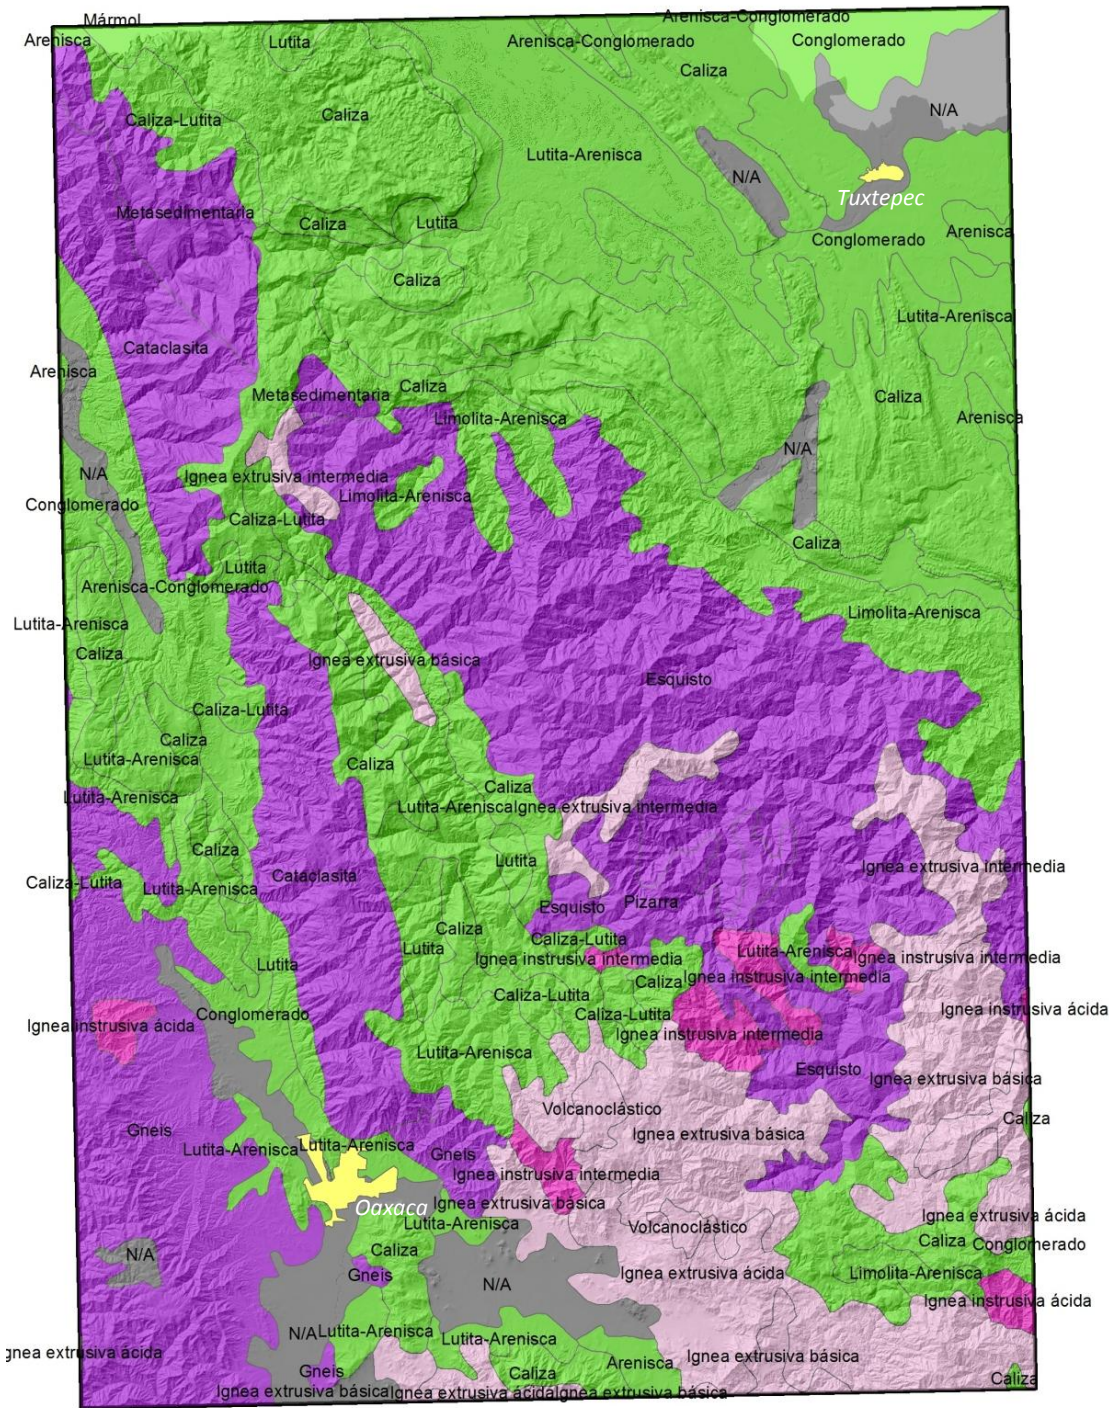 Mármol
Arenisca-Conglomerado
Arenisca
Lutita
Arenisca-Conglomerado
Conglomerado
Caliza
Caliza-Lutita
Caliza
N/A
Lutita-Arenisca
N/A
Tuxtepec
Metasedimentaria
Caliza
Lutita
Conglomerado
Arenisca
Caliza
Lutita-Arenisca
Cataclasita
Arenisca
Metasedimentaria
Caliza
Caliza
Limolita-Arenisca
Arenisca
N/A
N/A
Ignea extrusiva intermedia
Limolita-Arenisca
Conglomerado
Caliza-Lutita
Caliza
Lutita
Arenisca-Conglomerado
Limolita-Arenisca
Lutita-Arenisca
Caliza
Ignea extrusiva básica
Esquisto
Caliza-Lutita
Caliza
Lutita-Arenisca
Caliza
Caliza
Lutita-Arenisca
Lutita-Arenisca
Ignea extrusiva intermedia
Caliza
Lutita
Ignea extrusiva intermedia
Caliza-Lutita
Lutita-Arenisca
Cataclasita
Esquisto
Pizarra
Caliza
Caliza-Lutita
Lutita
Lutita-Arenisca
Ignea instrusiva intermedia
Ignea instrusiva intermedia
Lutita
Caliza
Ignea instrusiva intermedia
Caliza-Lutita
Ignea instrusiva ácida
Conglomerado
Caliza-Lutita
Ignea instrusiva ácida
Ignea instrusiva intermedia
Lutita-Arenisca
Esquisto
Ignea extrusiva básica
Volcanoclástico
Caliza
Gneis
Ignea extrusiva básica
Lutita-Arenisca
Lutita-Arenisca
Gneis
Ignea instrusiva intermedia
Ignea extrusiva básica
Oaxaca
Lutita-Arenisca
Volcanoclástico
Ignea extrusiva ácida
Caliza
Caliza
Conglomerado
N/A
Gneis
N/A
Ignea extrusiva ácida
Limolita-Arenisca
Ignea instrusiva ácida
N/A
Lutita-Arenisca
Lutita-Arenisca
gnea extrusiva ácida
Ignea extrusiva básica
Gneis
Caliza
Arenisca
Caliza
Ignea extrusiva básica
Ignea extrusiva ácida
Ignea extrusiva básica